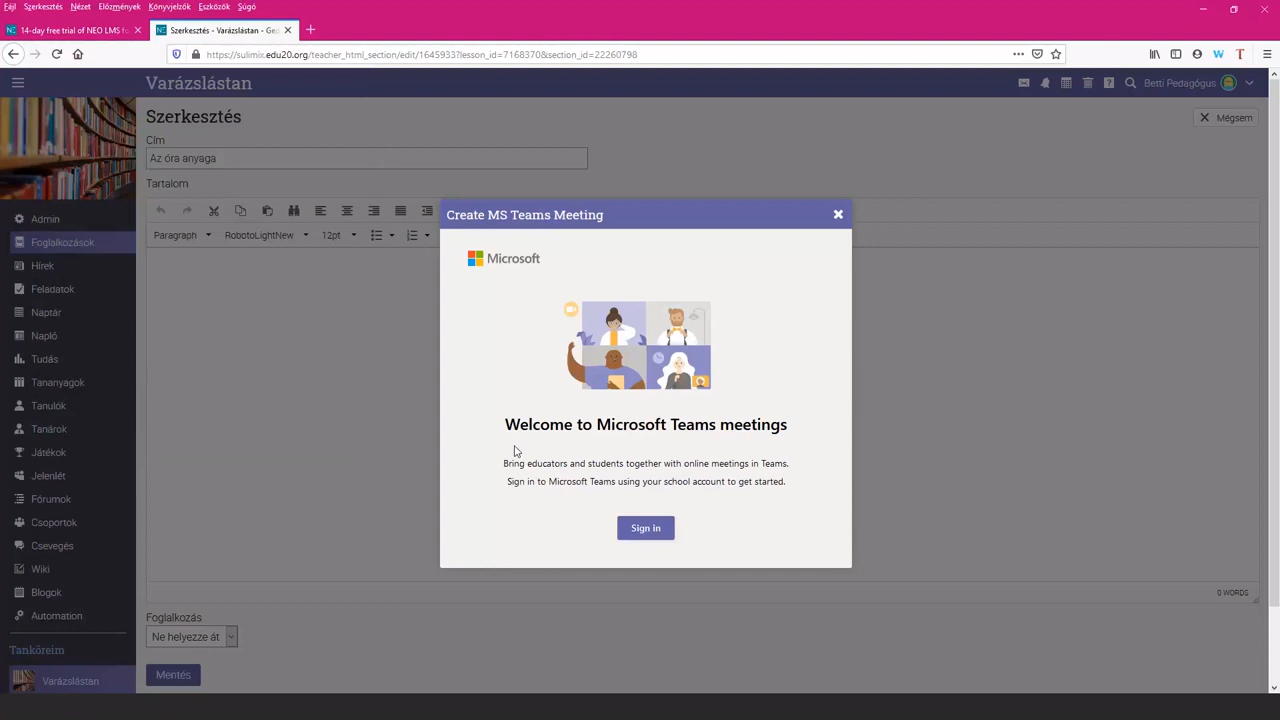 Fájl Szerkesztés Nézet Előzmények Könyvjelzők Eszközök Súgó
14-day free trial of NEO LMS fo
Szerkesztés - Varázslástan - Gep
https://sulimix.edu20.org/teacher_html_section/edit/1645933?lesson_id=7168370&section_id=22260798
Varázslástan
Betti Pedagógus
Szerkesztés
Mégsem
Cím
Az óra anyaga
Tartalom
Paragraph RobotoLightNew 12pt
Create MS Teams Meeting
Microsoft
Welcome to Microsoft Teams meetings
Bring educators and students together with online meetings in Teams.
Sign in to Microsoft Teams using your school account to get started.
Sign in
Admin
Foglalkozások
Hírek
Feladatok
Naptár
Napló
Tudás
Tananyagok
Tanulók
Tanárok
Játékok
Jelenlét
Fórumok
Csoportok
Csevegés
Wiki
Blogok
Automation
Tanköreim
Varázslástan
0 WORDS
Foglalkozás
Ne helyezze át
Mentés